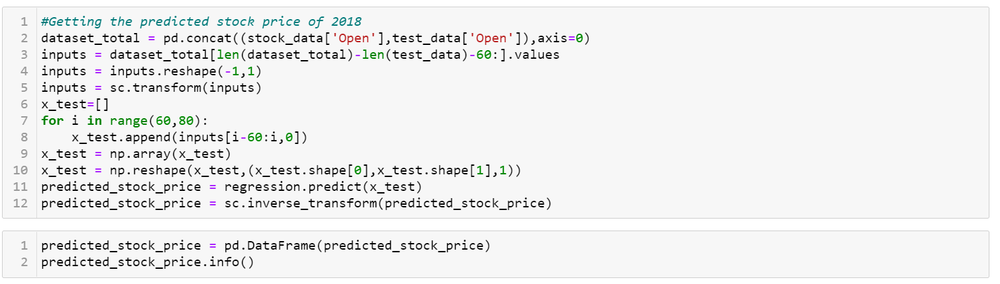 1 #Getting the predicted stock price of 2018
2 dataset_total = pd.concat((stock_data['Open'],test_data['Open']),axis=0)
3 inputs = dataset_total[len(dataset_total)-len(test_data)-60:].values
4 inputs = inputs.reshape(-1,1)
5 inputs = sc.transform(inputs)
6 x_test=[]
7 for i in range(60,80):
8     x_test.append(inputs[i-60:i,0])
9 x_test = np.array(x_test)
10 x_test = np.reshape(x_test,(x_test.shape[0],x_test.shape[1],1))
11 predicted_stock_price = regression.predict(x_test)
12 predicted_stock_price = sc.inverse_transform(predicted_stock_price)
1 predicted_stock_price = pd.DataFrame(predicted_stock_price)
2 predicted_stock_price.info()